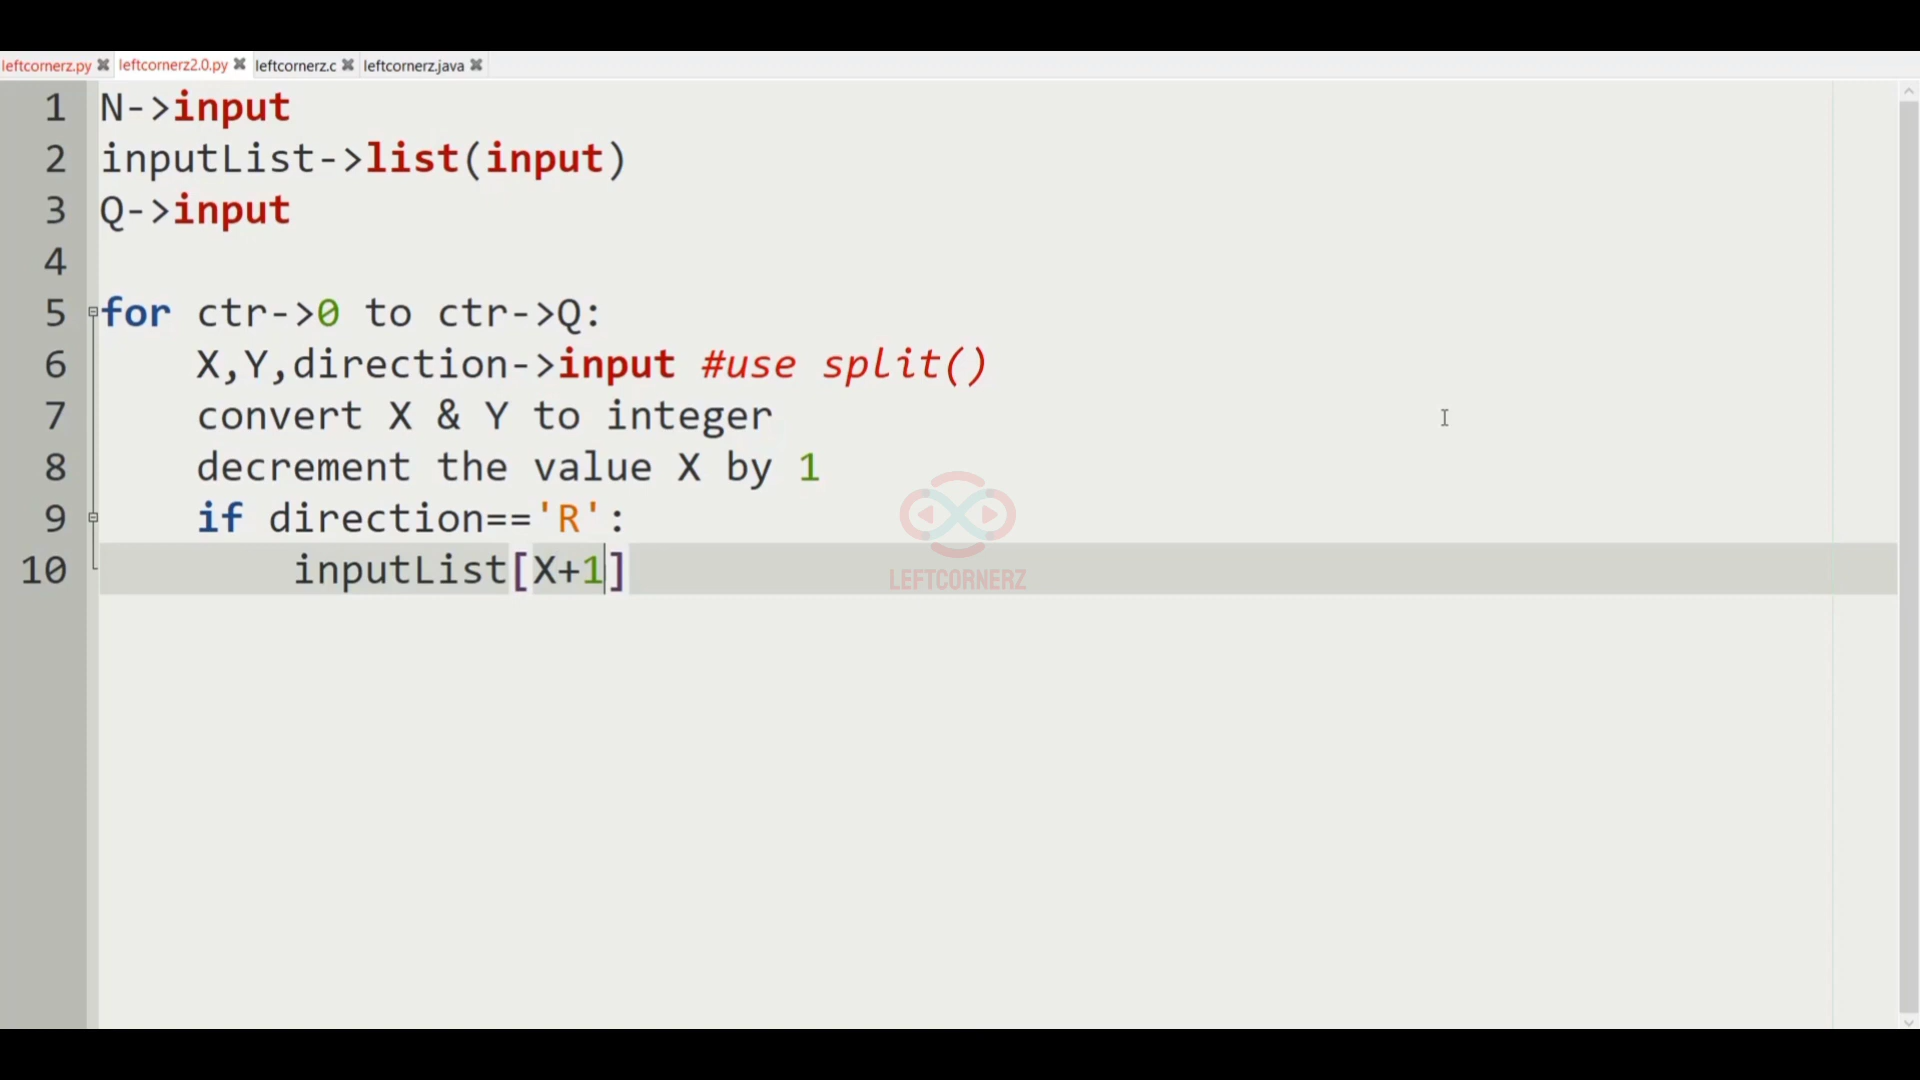 leftcornerz.py leftcornerz2.0.py leftcornerz.c leftcornerz.java
1 N->input
2 inputList->list(input)
3 Q->input
4
5 for ctr->0 to ctr->Q:
6 X,Y,direction->input #use split()
7 convert X & Y to integer
8 decrement the value X by 1
9 if direction=='R':
10 inputList[X+1]
LEFTCORNERZ